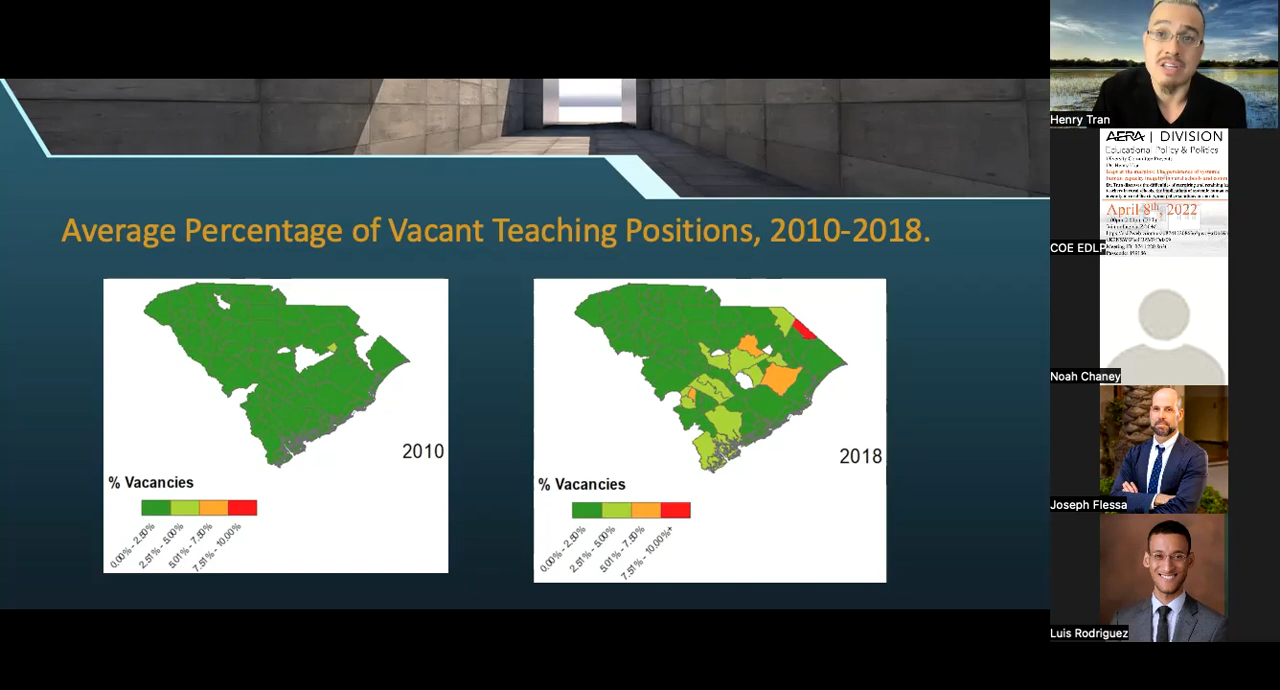 Average Percentage of Vacant Teaching Positions, 2010-2018.
2010
% Vacancies
0.00% - 2.50%
2.51% - 5.00%
5.01% - 7.50%
7.51% - 10.00%
2018
% Vacancies
0.00% - 2.50%
2.51% - 5.00%
5.01% - 7.50%
7.51% - 10.00%+
Henry Tran
AERA | DIVISION
Educational Policy & Politics
April 8th, 2022
COE EDLP
Noah Chaney
Joseph Flessa
Luis Rodriguez